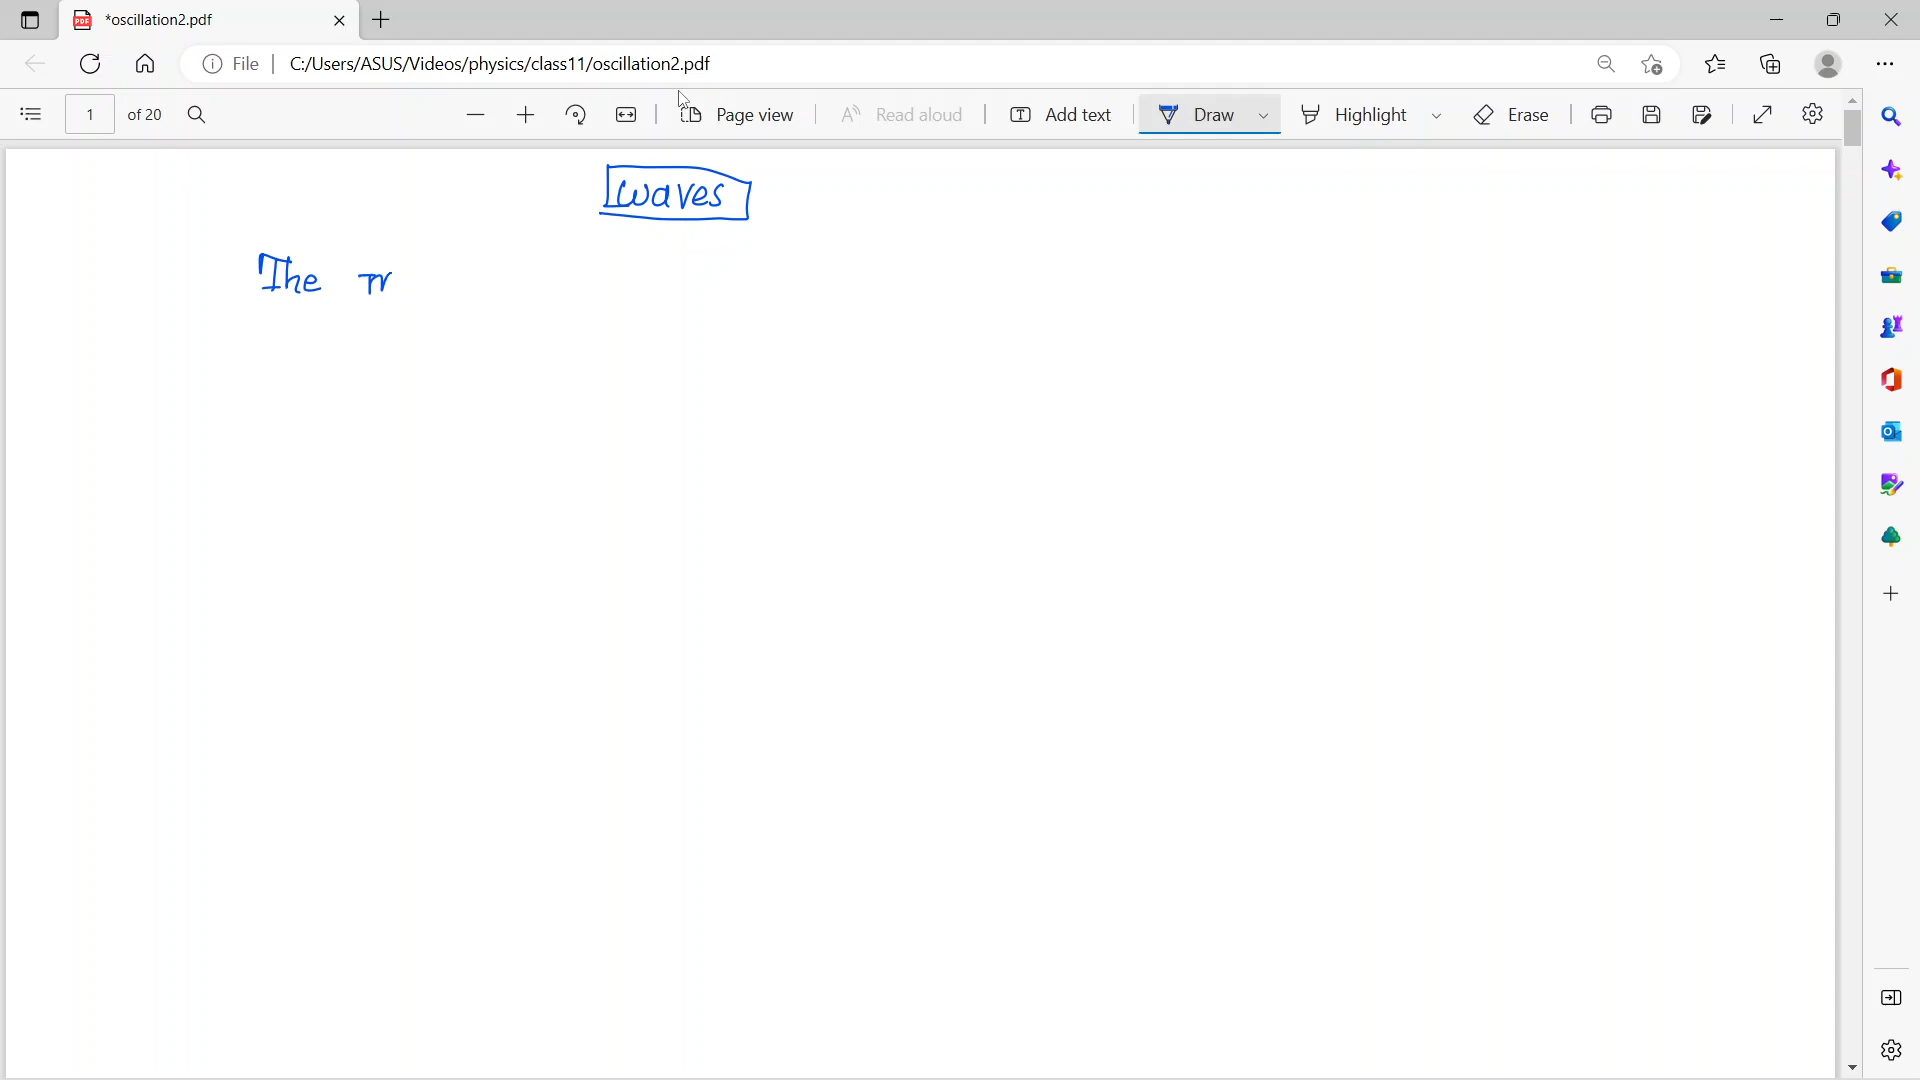 *oscillation2.pdf
File C:/Users/ASUS/Videos/physics/class11/oscillation2.pdf
1 of 20 Page view Read aloud Add text Draw Highlight Erase
waves
The